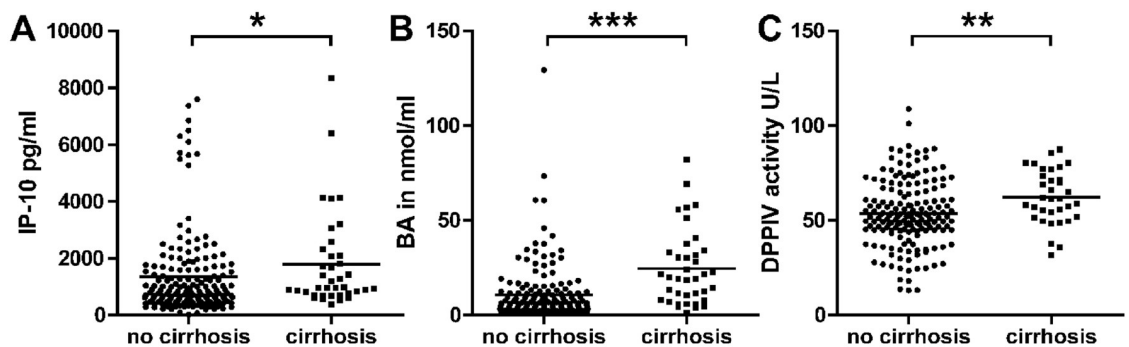 A
IP-10 pg/ml
10000
8000
6000
4000
2000
0
*
no cirrhosis
cirrhosis
B
BA in nmol/ml
150
100
50
0
***
no cirrhosis
cirrhosis
C
DPPIV activity U/L
150
100
50
0
**
no cirrhosis
cirrhosis